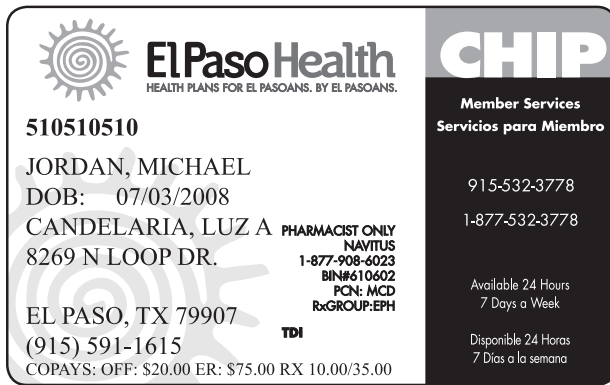 El Paso Health
HEALTH PLANS FOR EL PASOANS. BY EL PASOANS.
510510510
JORDAN, MICHAEL
DOB: 07/03/2008
CANDELARIA, LUZ A
8269 N LOOP DR.
EL PASO, TX 79907
(915) 591-1615
COPAYS: OFF: $20.00 ER: $75.00 RX 10.00/35.00
PHARMACIST ONLY
NAVITUS
1-877-908-6023
BIN#610602
PCN: MCD
RxGROUP:EPH
TDI
CHIP
Member Services
Servicios para Miembro
915-532-3778
1-877-532-3778
Available 24 Hours
7 Days a Week
Disponible 24 Horas
7 Días a la semana